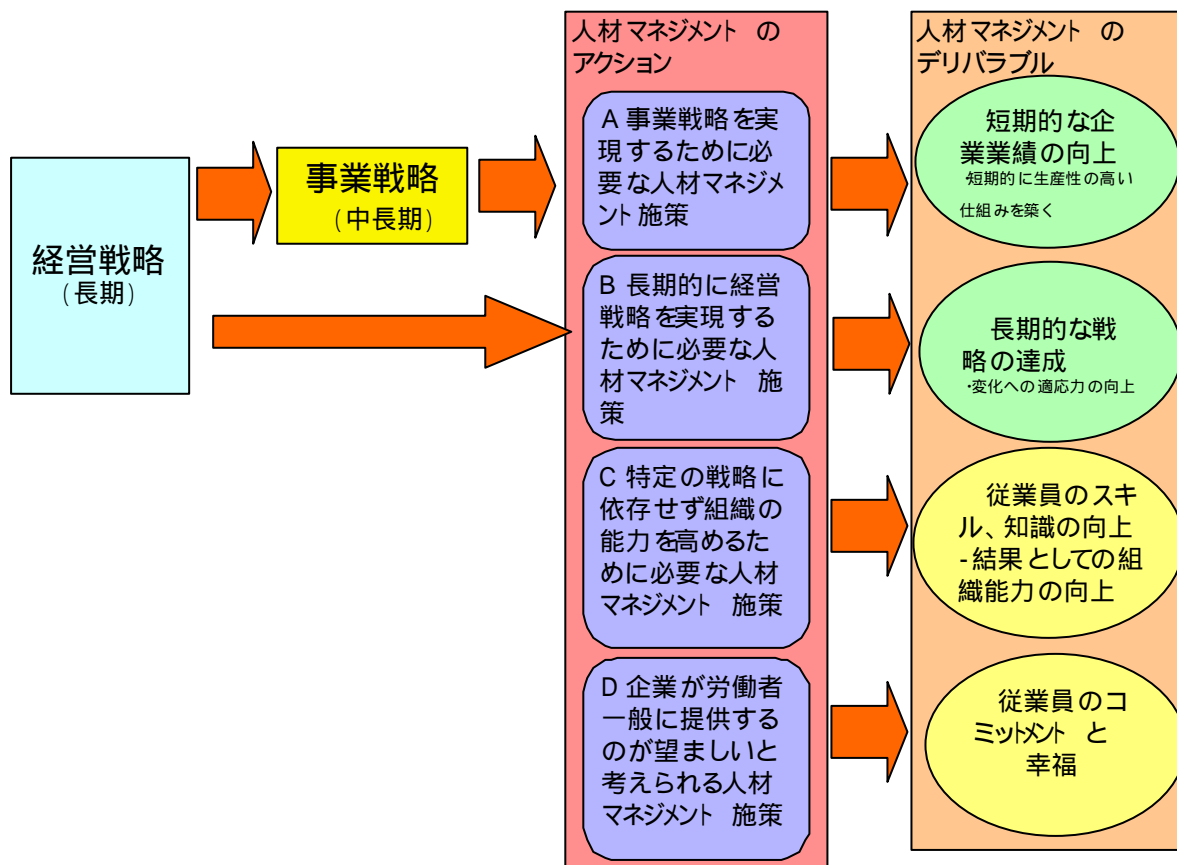 経営戦略
(長期)
事業戦略
(中長期)
人材マネジメント の
アクション
A 事業戦略を実
現するために必
要な人材マネジメ
ント 施策
B 長期的に経営
戦略を実現する
ために必要な人
材マネジメント 施
策
C 特定の戦略に
依存せず組織の
能力を高めるた
めに必要な人材
マネジメント 施策
D 企業が労働者
一般に提供する
のが望ましいと
考えられる人材
マネジメント 施策
人材マネジメント の
デリバラブル
短期的な企
業業績の向上
・短期的に生産性の高い
仕組みを築く
長期的な戦
略の達成
・変化への適応力の向上
従業員のスキ
ル、知識の向上
-結果としての組
織能力の向上
従業員のコ
ミットメント と
幸福